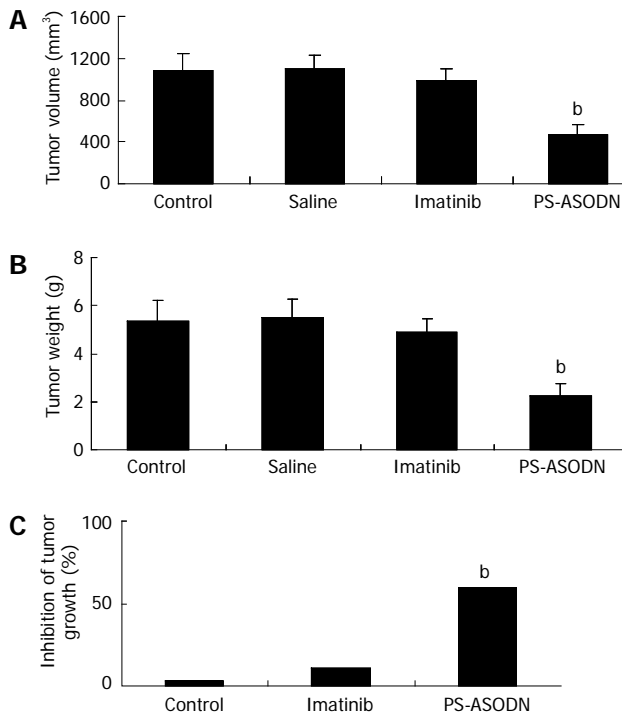 A
Tumor volume (mm³)
1600
1200
800
400
0
b
Control Saline Imatinib PS-ASODN
B
Tumor weight (g)
8
6
4
2
0
b
Control Saline Imatinib PS-ASODN
C
Inhibition of tumor
growth (%)
100
50
0
b
Control Imatinib PS-ASODN